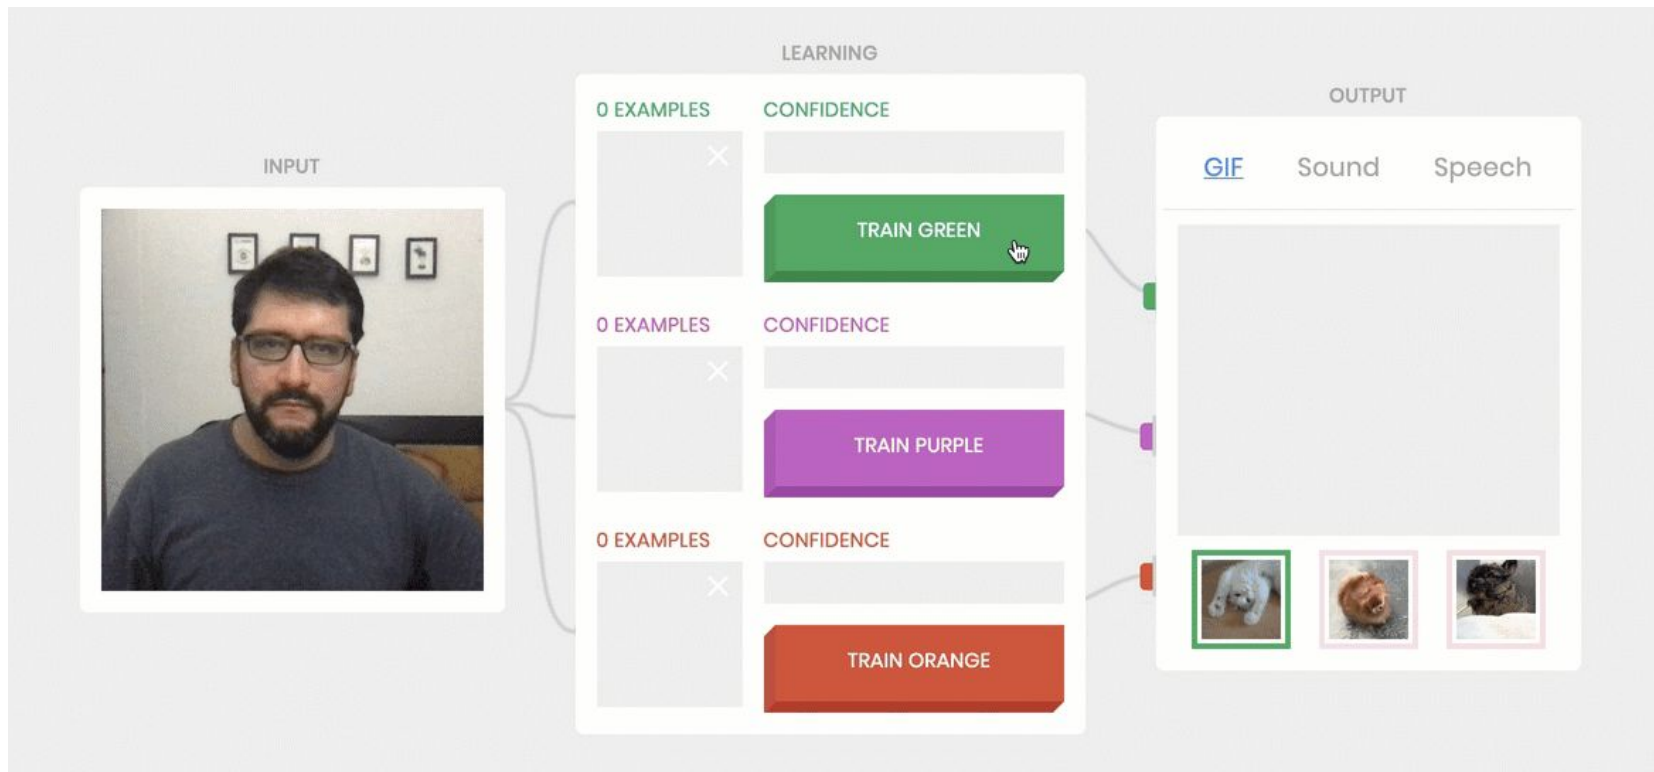 INPUT
LEARNING
0 EXAMPLES CONFIDENCE
TRAIN GREEN
0 EXAMPLES CONFIDENCE
TRAIN PURPLE
0 EXAMPLES CONFIDENCE
TRAIN ORANGE
OUTPUT
GIF Sound Speech